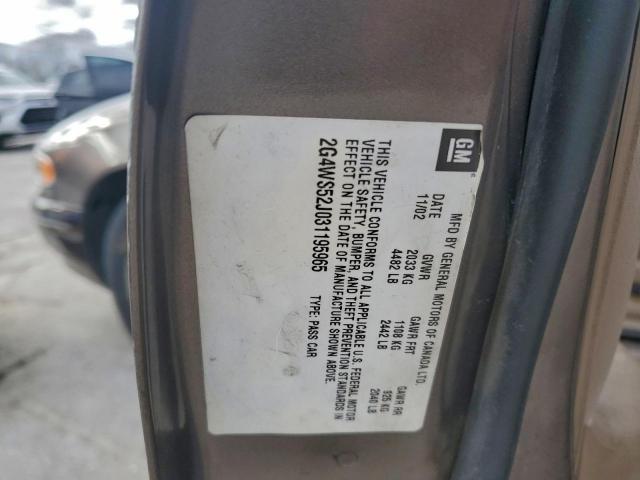 GM
MFD BY GENERAL MOTORS OF CANADA LTD.
DATE GVWR GAWR FRT GAWR RR
11/02 2033 KG 1108 KG 925 KG
4482 LB 2442 LB 2040 LB
THIS VEHICLE CONFORMS TO ALL APPLICABLE U.S. FEDERAL MOTOR
VEHICLE SAFETY, BUMPER, AND THEFT PREVENTION STANDARDS IN
EFFECT ON THE DATE OF MANUFACTURE SHOWN ABOVE.
2G4WS52J031195965 TYPE: PASS CAR